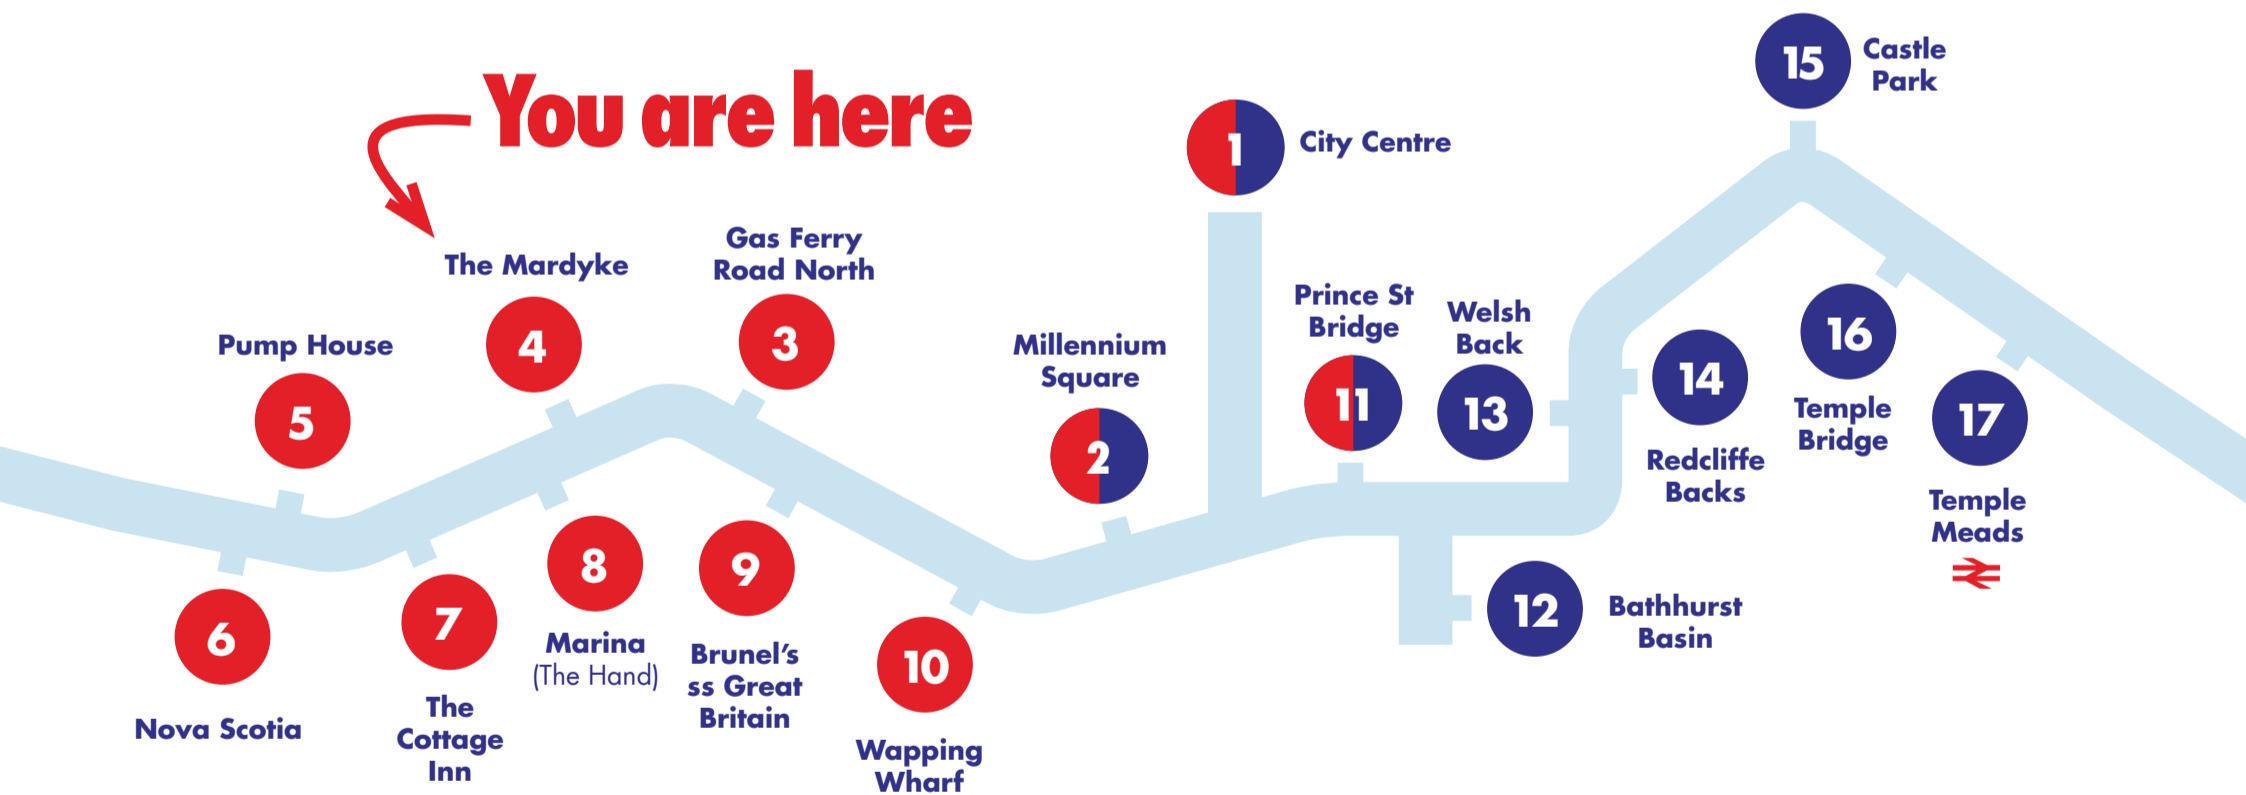 You are here
15
Castle
Park
1
City Centre
Gas Ferry
Road North
3
The Mardyke
4
Pump House
5
Millennium
Square
2
Prince St
Bridge
11
Welsh
Back
13
14
Redcliffe
Backs
16
Temple
Bridge
17
Temple
Meads
6
Nova Scotia
7
The
Cottage
Inn
8
Marina
(The Hand)
9
Brunel’s
ss Great
Britain
10
Wapping
Wharf
12
Bathhurst
Basin